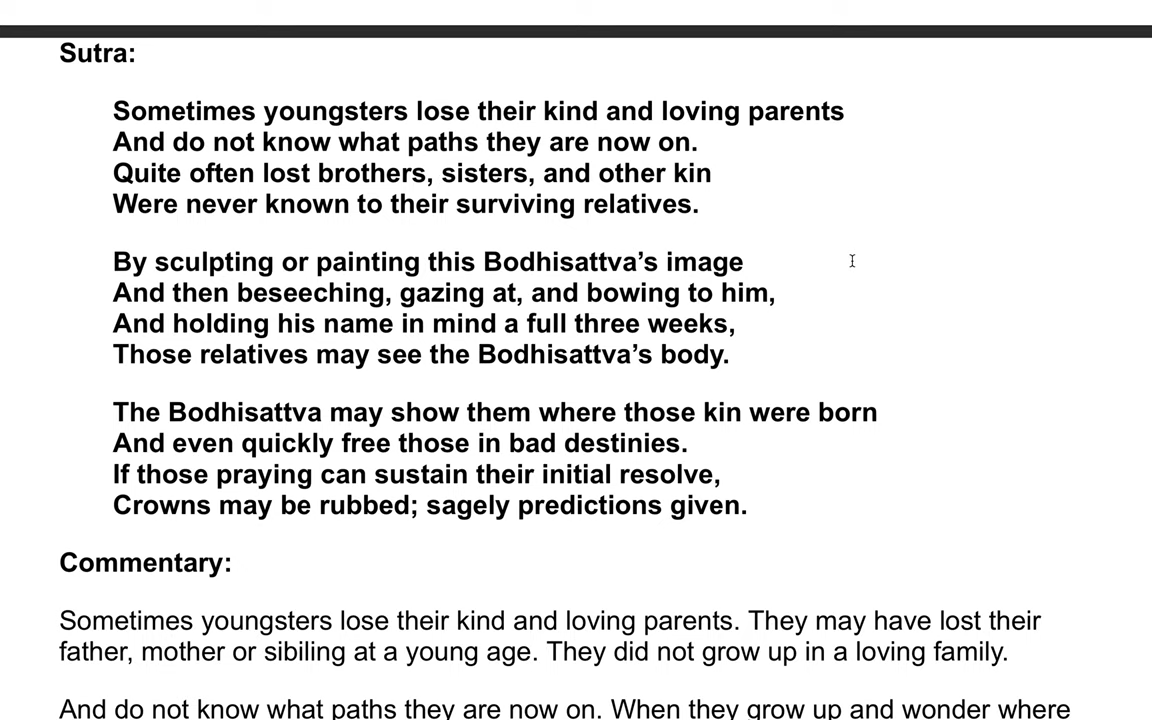 Sutra:
Sometimes youngsters lose their kind and loving parents
And do not know what paths they are now on.
Quite often lost brothers, sisters, and other kin
Were never known to their surviving relatives.
By sculpting or painting this Bodhisattva’s image
And then beseeching, gazing at, and bowing to him,
And holding his name in mind a full three weeks,
Those relatives may see the Bodhisattva’s body.
The Bodhisattva may show them where those kin were born
And even quickly free those in bad destinies.
If those praying can sustain their initial resolve,
Crowns may be rubbed; sagely predictions given.
Commentary:
Sometimes youngsters lose their kind and loving parents. They may have lost their
father, mother or sibiling at a young age. They did not grow up in a loving family.
And do not know what paths they are now on. When they grow up and wonder where